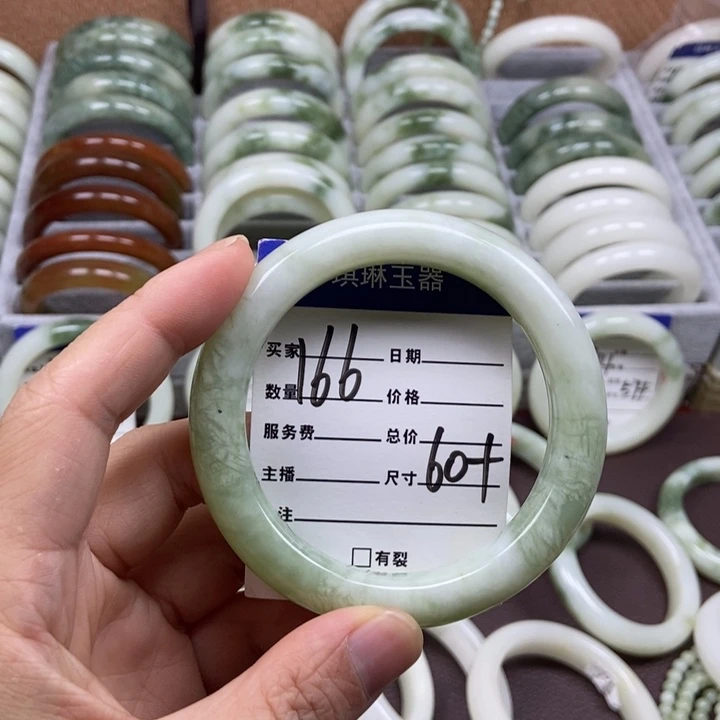 琪琳玉器
买家 166 日期
数量 价格
服务费 总价
主播 尺寸 60+
注
有裂
57+